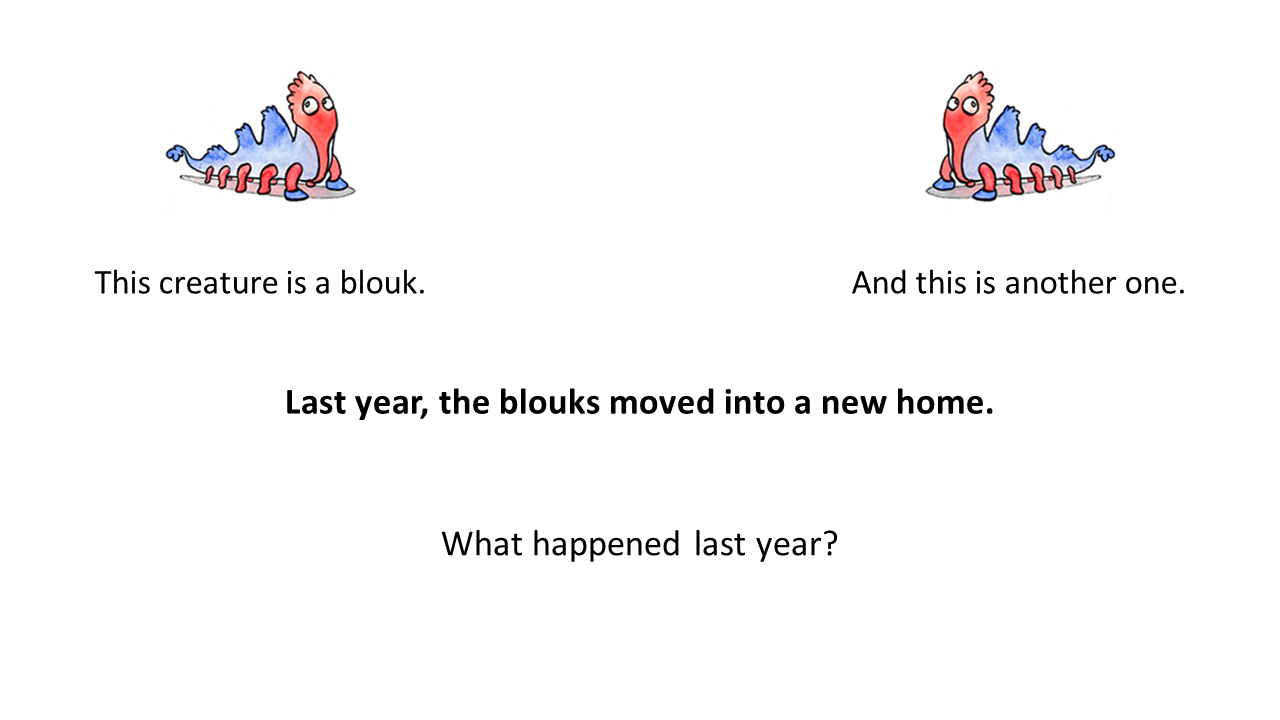 This creature is a blouk.
And this is another one.
Last year, the blouks moved into a new home.
What happened last year?